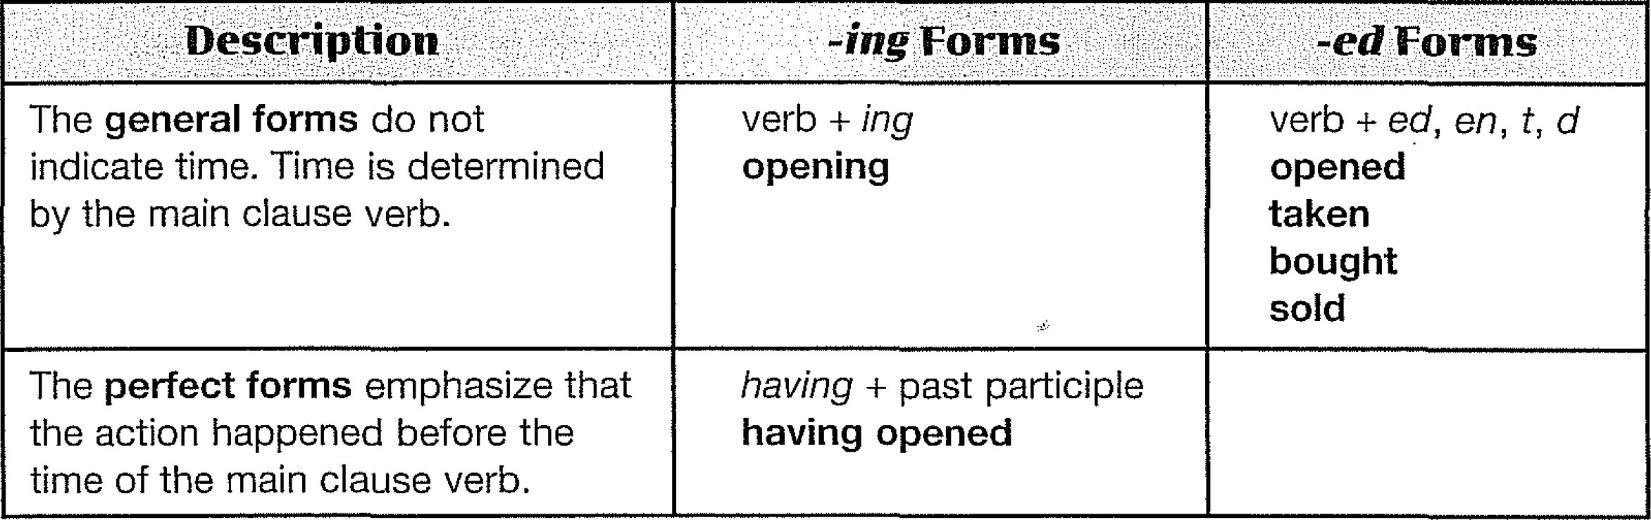 Description
-ing Forms
-ed Forms
The general forms do not
indicate time. Time is determined
by the main clause verb.
verb + ing
opening
verb + ed, en, t, d
opened
taken
bought
sold
The perfect forms emphasize that
the action happened before the
time of the main clause verb.
having + past participle
having opened